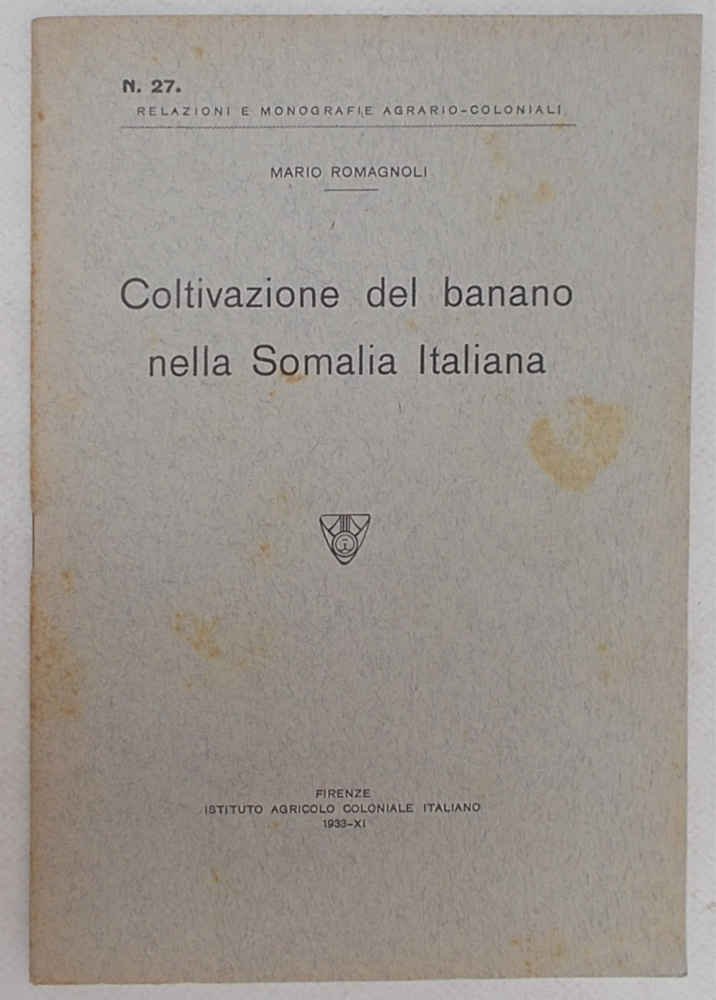 N. 27.
RELAZIONI E MONOGRAFIE AGRARIO-COLONIALI
MARIO ROMAGNOLI
Coltivazione del banano
nella Somalia Italiana
FIRENZE
ISTITUTO AGRICOLO COLONIALE ITALIANO
1933-XI